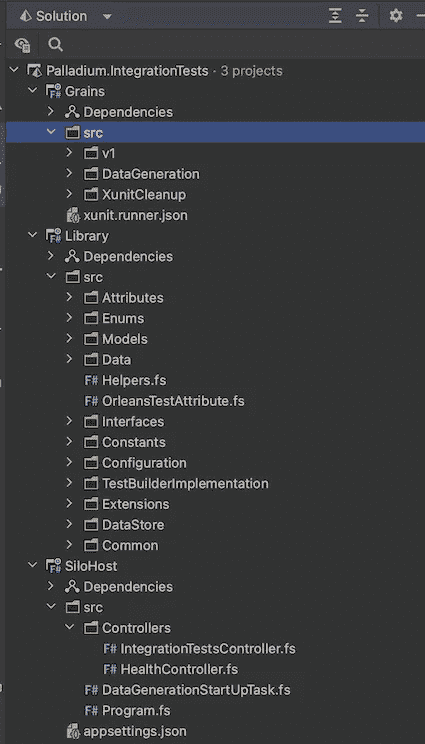 Solution
Palladium.IntegrationTests · 3 projects
Grains
Dependencies
src
v1
DataGeneration
XunitCleanup
xunit.runner.json
Library
Dependencies
src
Attributes
Enums
Models
Data
F# Helpers.fs
F# OrleansTestAttribute.fs
Interfaces
Constants
Configuration
TestBuilderImplementation
Extensions
DataStore
Common
SiloHost
Dependencies
src
Controllers
F# IntegrationTestsController.fs
F# HealthController.fs
F# DataGenerationStartUpTask.fs
F# Program.fs
appsettings.json